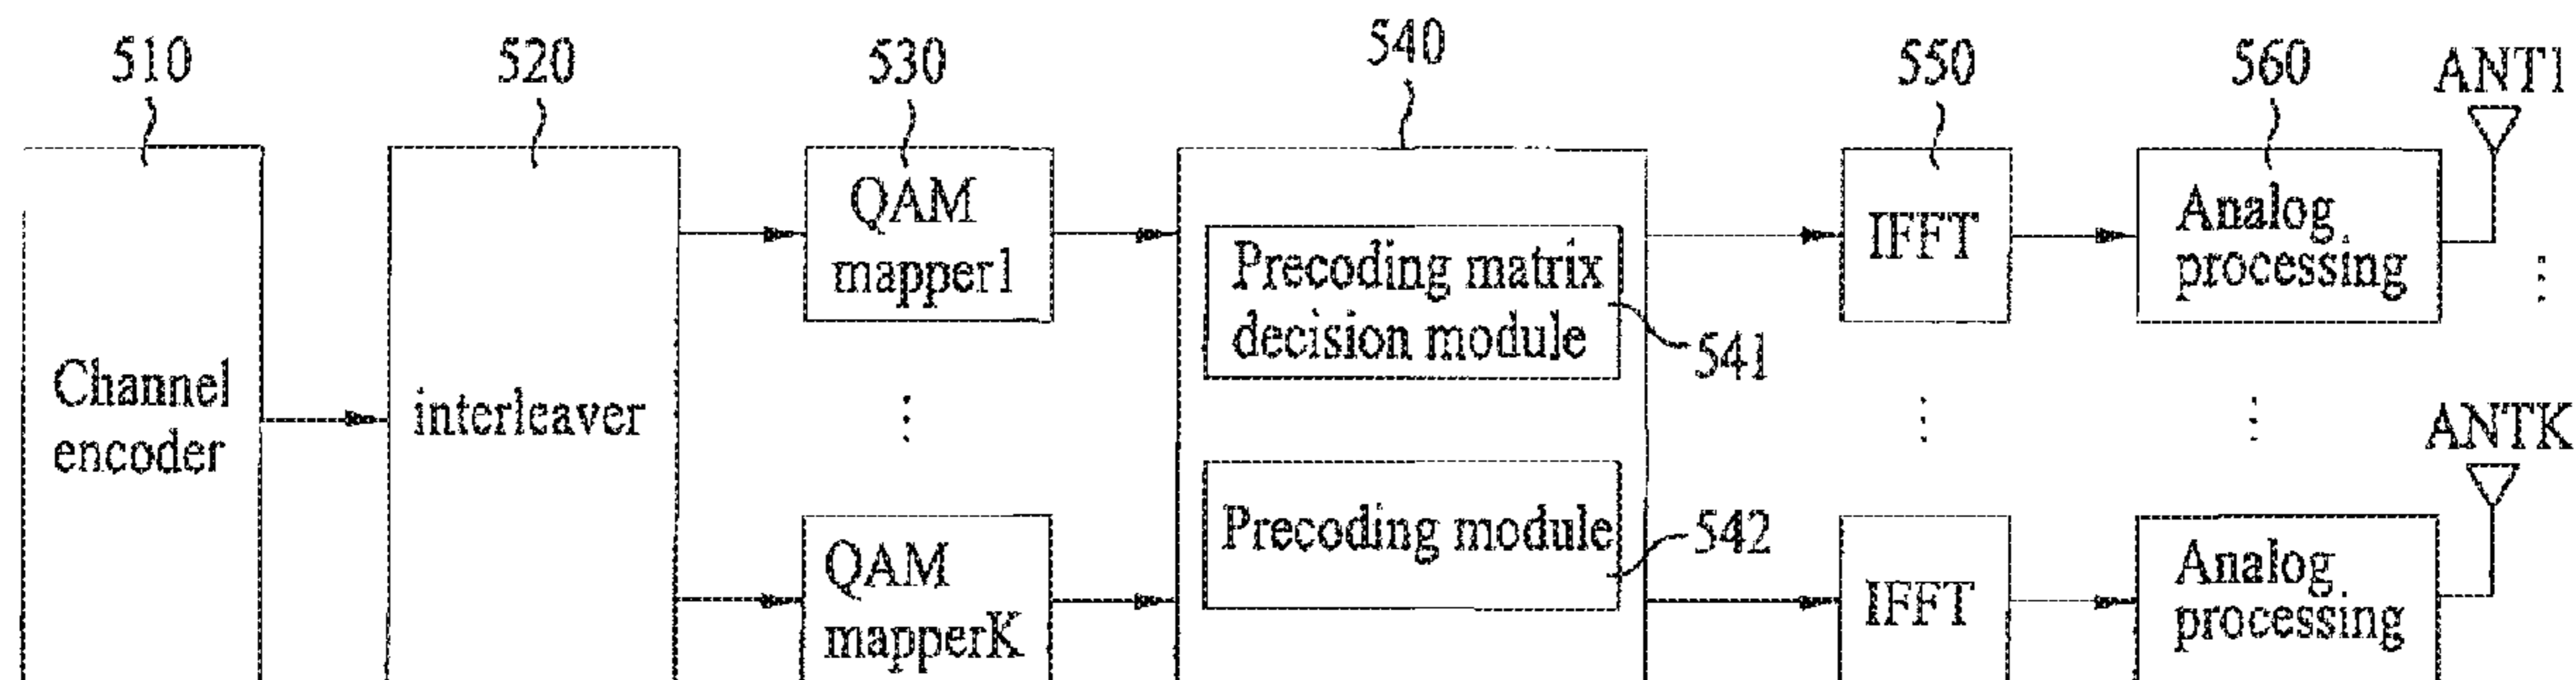 510
520
530
540
550
560
ANT1
Channel
encoder
interleaver
QAM
mapper1
Precoding matrix
decision module
541
IFFT
Analog
processing
QAM
mapperK
Precoding module
542
IFFT
Analog
processing
ANTK